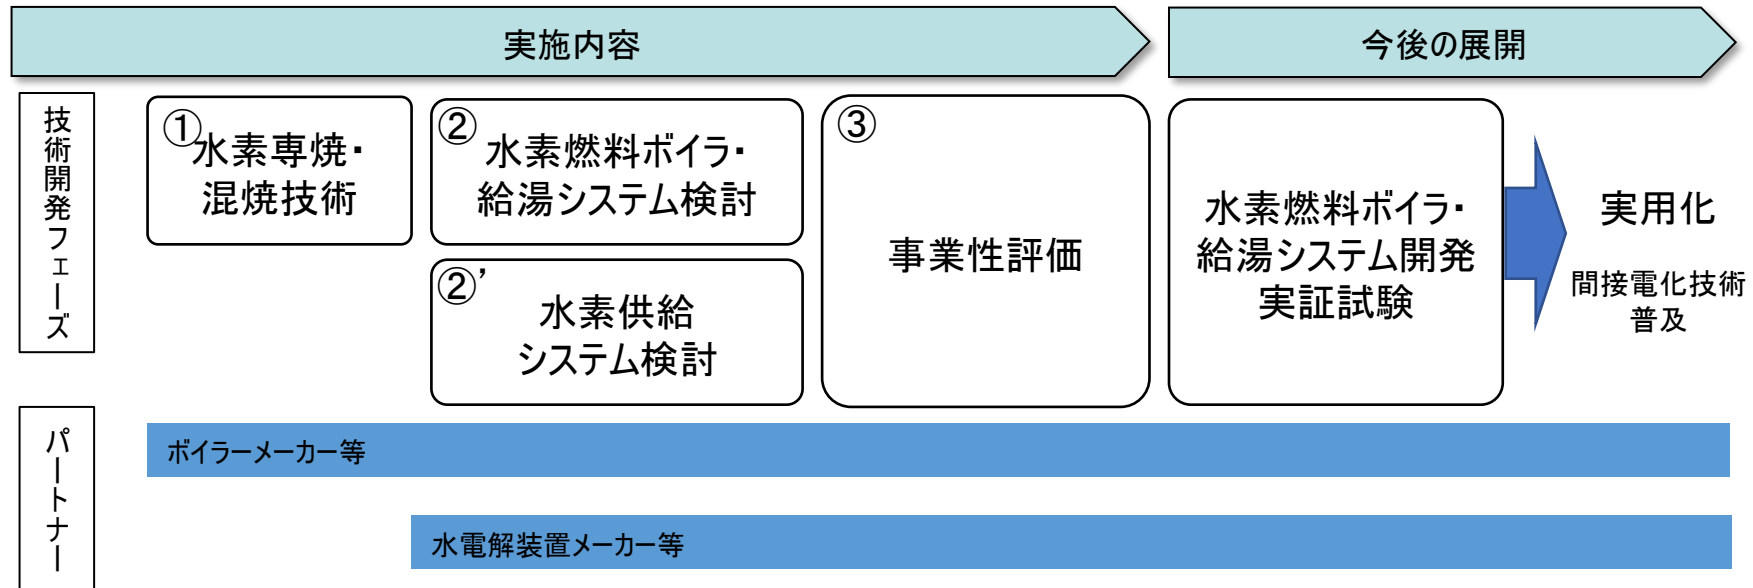 実施内容
今後の展開
技術開発フェーズ
①
水素専焼・
混焼技術
②
水素燃料ボイラ・
給湯システム検討
②’
水素供給
システム検討
③
事業性評価
水素燃料ボイラ・
給湯システム開発
実証試験
実用化
間接電化技術
普及
パートナー
ボイラーメーカー等
水電解装置メーカー等